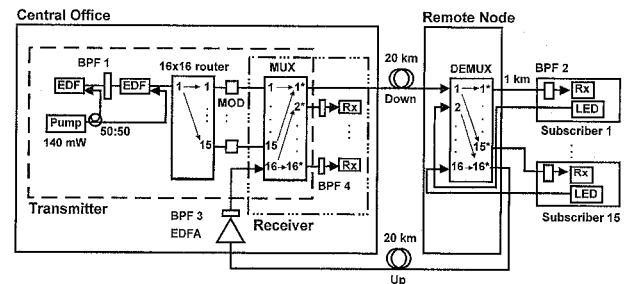 Central Office
Remote Node
BPF 1
16x16 router
MUX
20 km
DEMUX
BPF 2
EDF
EDF
1
1
1
1*
1
1*
1 km
Rx
MOD
2*
Rx
Down
2
LED
Pump
50:50
Subscriber 1
140 mW
15
15
15*
16
16*
Rx
BPF 4
16
16*
Rx
LED
Transmitter
BPF 3
EDFA
Receiver
20 km
Up
Subscriber 15